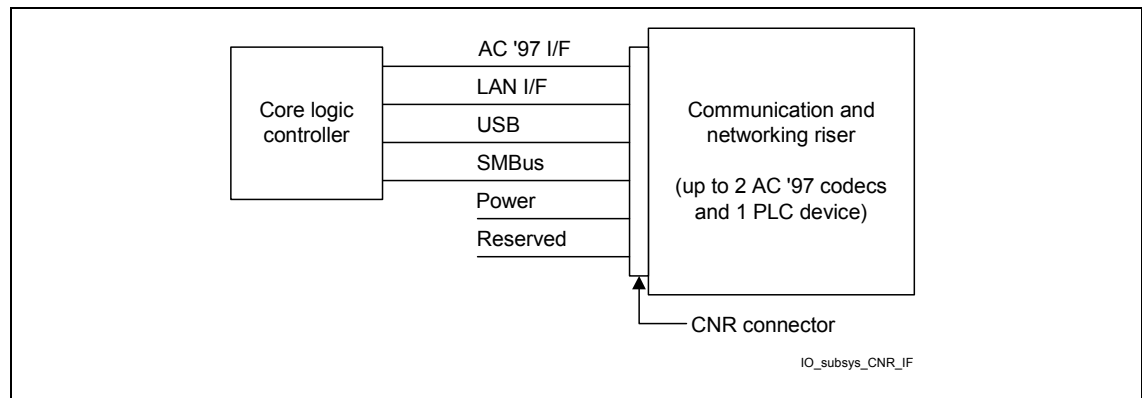 AC '97 I/F
LAN I/F
USB
SMBus
Power
Reserved
Core logic
controller
Communication and
networking riser
(up to 2 AC '97 codecs
and 1 PLC device)
CNR connector
IO_subsys_CNR_IF